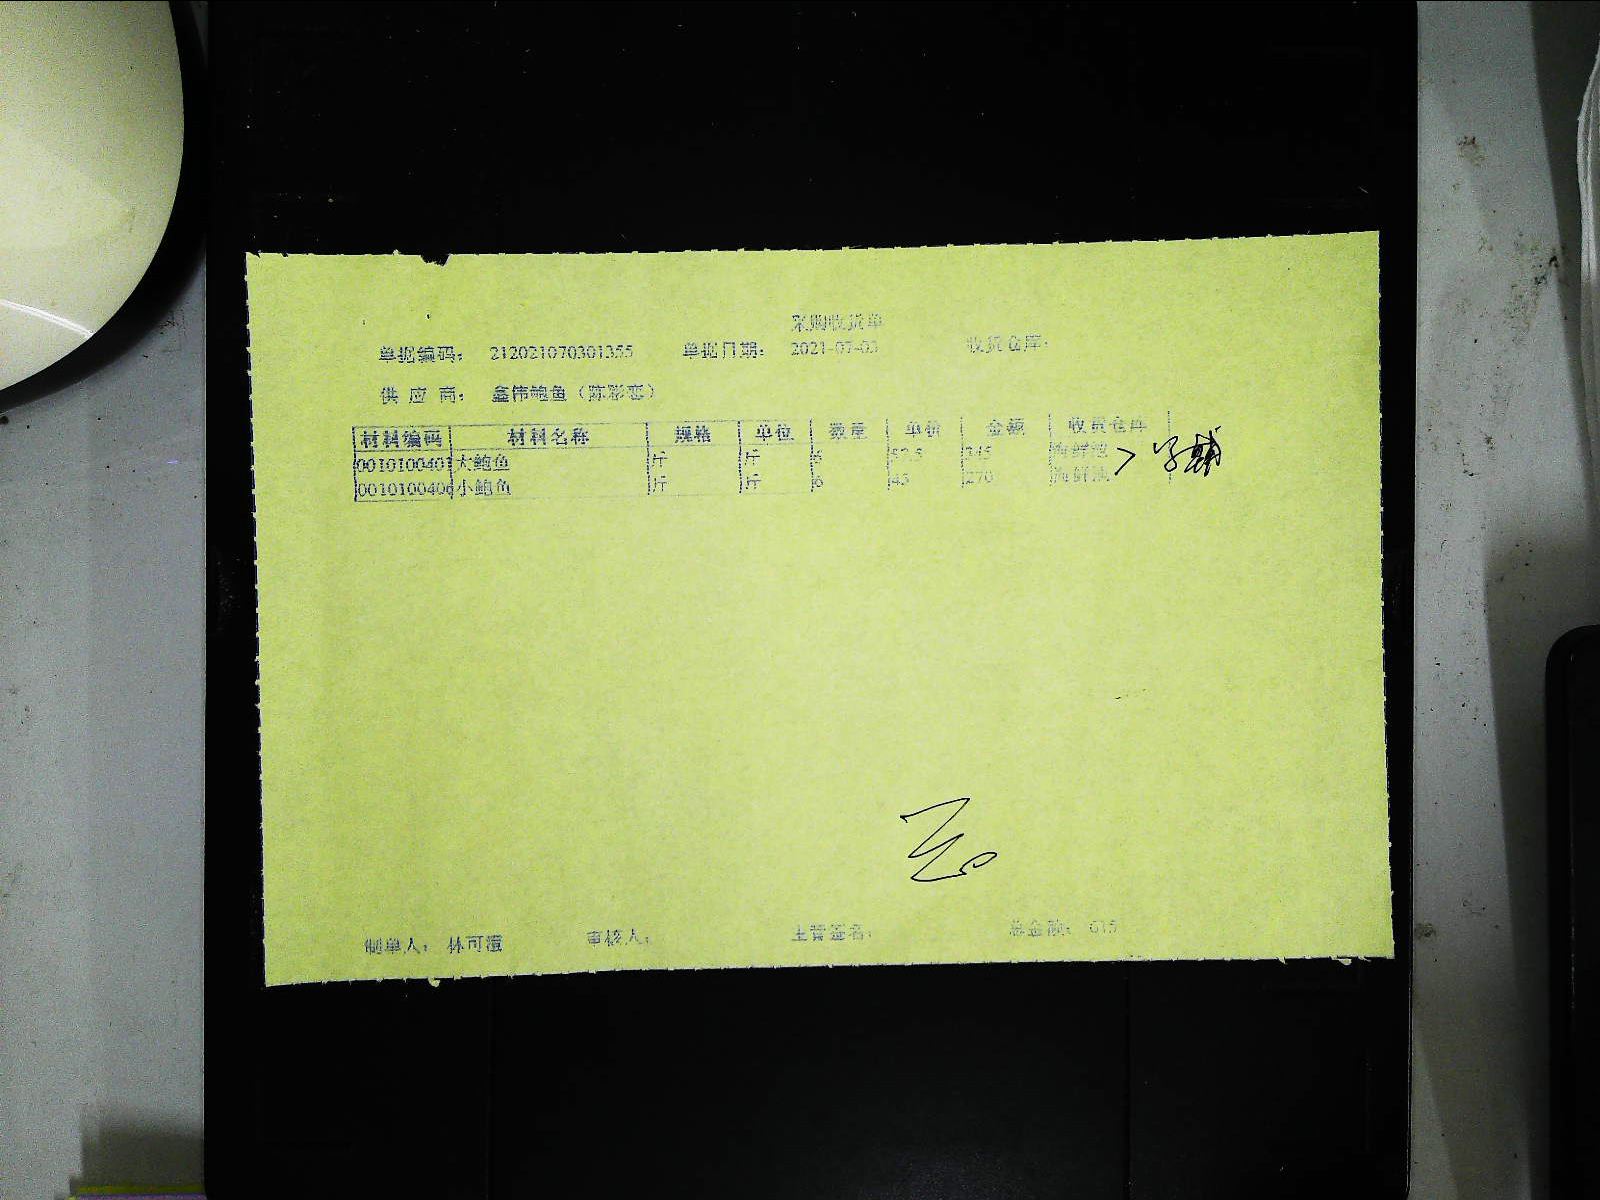 采购收货单
单据编码： 212021070301355 单据日期： 2021-07-03 收货仓库：
供 应 商： 鑫伟鲍鱼（陈彩恋）
材料编码 材料名称 规格 单位 数量 单价 金额 收货仓库
0010100401 大鲍鱼 斤 斤 6 345 海鲜池
0010100406 小鲍鱼 斤 斤 6 45 270 海鲜池
制单人： 林可澄 审核人： 主管签名： 总金额： 615